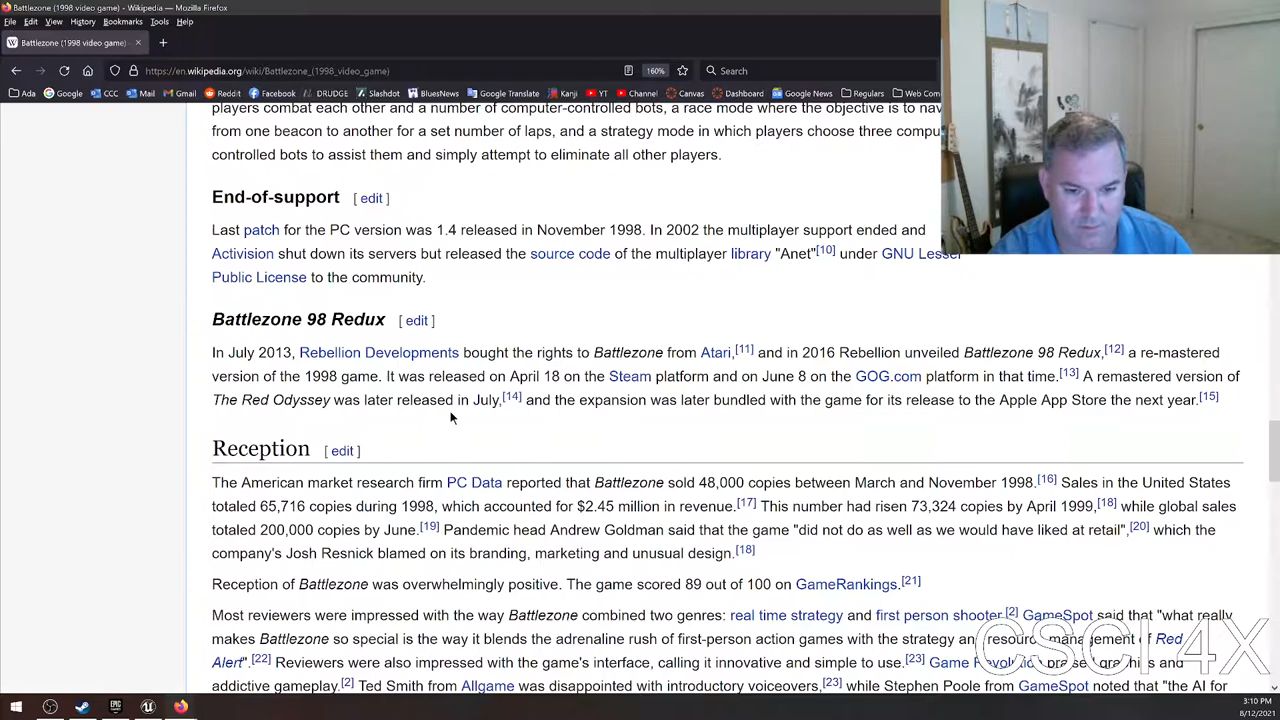 Battlezone (1998 video game) - Wikipedia - Mozilla Firefox
File Edit View History Bookmarks Tools Help
W Battlezone (1998 video game) × +
https://en.wikipedia.org/wiki/Battlezone_(1998_video_game) 160% Search
Ada Google CCC Mail Gmail Reddit Facebook DRUDGE Slashdot BluesNews Google Translate Kanji YT Channel Canvas Dashboard Google News Regulars Web Com
players combat each other and a number of computer-controlled bots, a race mode where the objective is to nav
from one beacon to another for a set number of laps, and a strategy mode in which players choose three compu
controlled bots to assist them and simply attempt to eliminate all other players.
End-of-support [ edit ]
Last patch for the PC version was 1.4 released in November 1998. In 2002 the multiplayer support ended and
Activision shut down its servers but released the source code of the multiplayer library "Anet"[10] under GNU Lesser
Public License to the community.
Battlezone 98 Redux [ edit ]
In July 2013, Rebellion Developments bought the rights to Battlezone from Atari,[11] and in 2016 Rebellion unveiled Battlezone 98 Redux,[12] a re-mastered
version of the 1998 game. It was released on April 18 on the Steam platform and on June 8 on the GOG.com platform in that time.[13] A remastered version of
The Red Odyssey was later released in July,[14] and the expansion was later bundled with the game for its release to the Apple App Store the next year.[15]
Reception [ edit ]
The American market research firm PC Data reported that Battlezone sold 48,000 copies between March and November 1998.[16] Sales in the United States
totaled 65,716 copies during 1998, which accounted for $2.45 million in revenue.[17] This number had risen 73,324 copies by April 1999,[18] while global sales
totaled 200,000 copies by June.[19] Pandemic head Andrew Goldman said that the game "did not do as well as we would have liked at retail",[20] which the
company's Josh Resnick blamed on its branding, marketing and unusual design.[18]
Reception of Battlezone was overwhelmingly positive. The game scored 89 out of 100 on GameRankings.[21]
Most reviewers were impressed with the way Battlezone combined two genres: real time strategy and first person shooter.[2] GameSpot said that "what really
makes Battlezone so special is the way it blends the adrenaline rush of first-person action games with the strategy and resource management of Red
Alert".[22] Reviewers were also impressed with the game's interface, calling it innovative and simple to use.[23] Game Revolution praised graphics and
addictive gameplay.[2] Ted Smith from Allgame was disappointed with introductory voiceovers,[23] while Stephen Poole from GameSpot noted that "the AI for
CSCI 4X
3:10 PM
8/12/2021